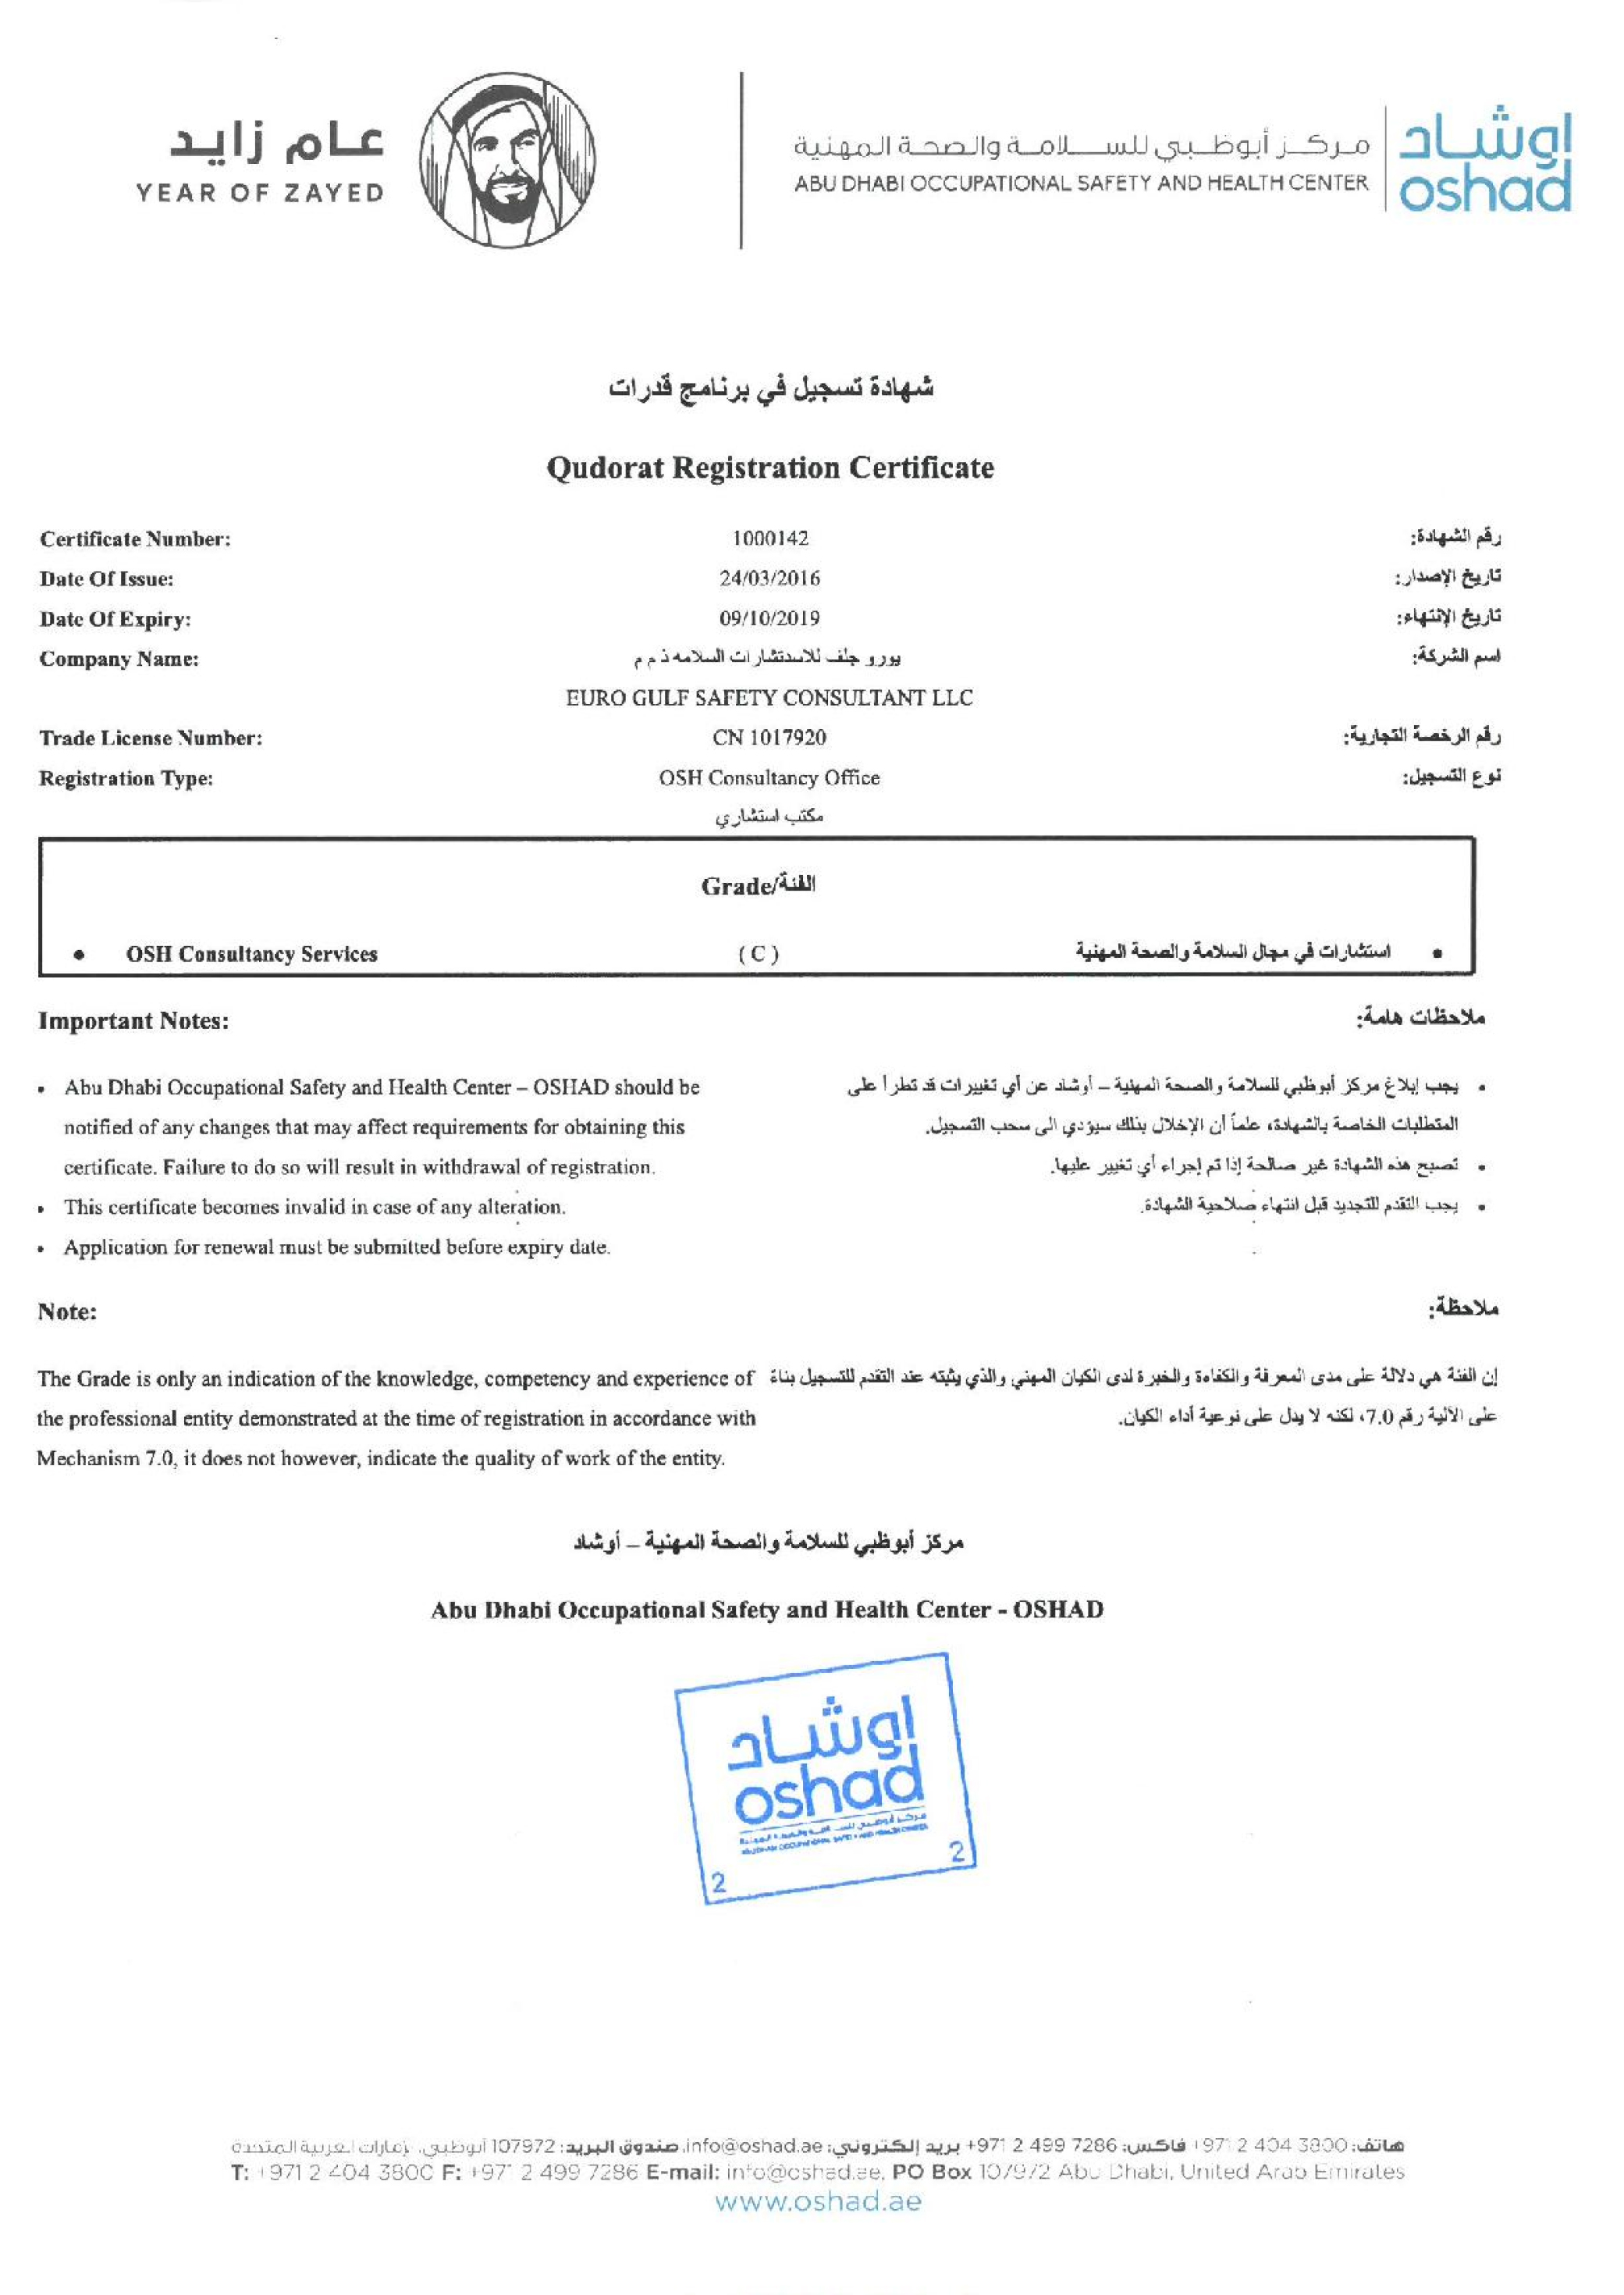 عام زايد
YEAR OF ZAYED
مركز أبوظبي للسلامة والصحة المهنية
ABU DHABI OCCUPATIONAL SAFETY AND HEALTH CENTER
اوشاد
oshad
شهادة تسجيل في برنامج قدرات
Qudorat Registration Certificate
Certificate Number: 1000142 رقم الشهادة:
Date Of Issue: 24/03/2016 تاريخ الإصدار:
Date Of Expiry: 09/10/2019 تاريخ الإنتهاء:
Company Name: يورو جلف للاستشارات السلامه ذ م م اسم الشركة:
EURO GULF SAFETY CONSULTANT LLC
Trade License Number: CN 1017920 رقم الرخصة التجارية:
Registration Type: OSH Consultancy Office نوع التسجيل:
مكتب استشاري
Grade/الفئة
• OSH Consultancy Services ( C ) استشارات في مجال السلامة والصحة المهنية •
Important Notes: ملاحظات هامة:
• Abu Dhabi Occupational Safety and Health Center – OSHAD should be
notified of any changes that may affect requirements for obtaining this
certificate. Failure to do so will result in withdrawal of registration.
• This certificate becomes invalid in case of any alteration.
• Application for renewal must be submitted before expiry date.
• يجب إبلاغ مركز أبوظبي للسلامة والصحة المهنية – أوشاد عن أي تغييرات قد تطرأ على
المتطلبات الخاصة بالشهادة، علماً أن الإخلال بذلك سيؤدي الى سحب التسجيل.
• تصبح هذه الشهادة غير صالحة إذا تم إجراء أي تغيير عليها.
• يجب التقدم للتجديد قبل انتهاء صلاحية الشهادة.
Note: ملاحظة:
The Grade is only an indication of the knowledge, competency and experience of
the professional entity demonstrated at the time of registration in accordance with
Mechanism 7.0, it does not however, indicate the quality of work of the entity.
إن الفئة هي دلالة على مدى المعرفة والكفاءة والخبرة لدى الكيان المهني والذي يثبته عند التقدم للتسجيل بناءً
على الآلية رقم 7.0، لكنه لا يدل على نوعية أداء الكيان.
مركز أبوظبي للسلامة والصحة المهنية – أوشاد
Abu Dhabi Occupational Safety and Health Center - OSHAD
اوشاد
oshad
مركز أبوظبي للسلامة والصحة المهنية
ABU DHABI OCCUPATIONAL SAFETY AND HEALTH CENTER
2
2
هاتف: 3800 404 2 971+ فاكس: 7286 499 2 971+ بريد إلكتروني: info@oshad.ae، صندوق البريد: 107972 أبوظبي، إمارات العربية المتحدة
T: +971 2 404 3800 F: +971 2 499 7286 E-mail: info@oshad.ae, PO Box 107972 Abu Dhabi, United Arab Emirates
www.oshad.ae